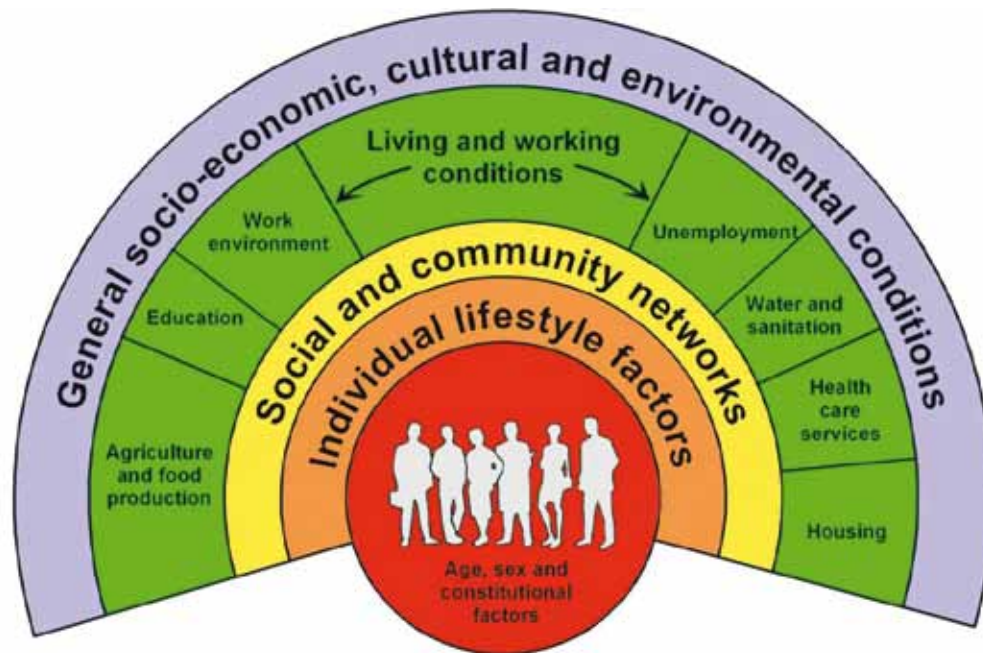 General socio-economic, cultural and environmental conditions
Living and working
conditions
Agriculture
and food
production
Education
Work
environment
Unemployment
Water and
sanitation
Health
care
services
Housing
Social and community networks
Individual lifestyle factors
Age, sex and
constitutional
factors